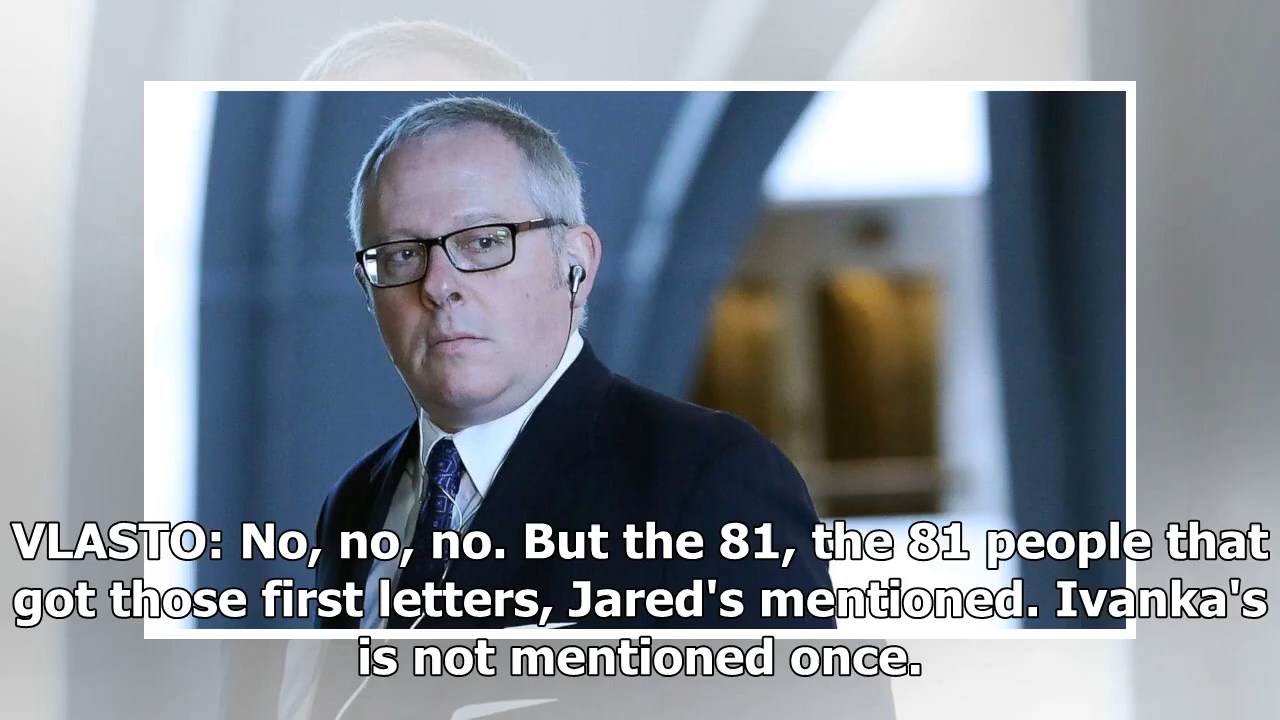 VLASTO: No, no, no. But the 81, the 81 people that
got those first letters, Jared's mentioned. Ivanka's
is not mentioned once.